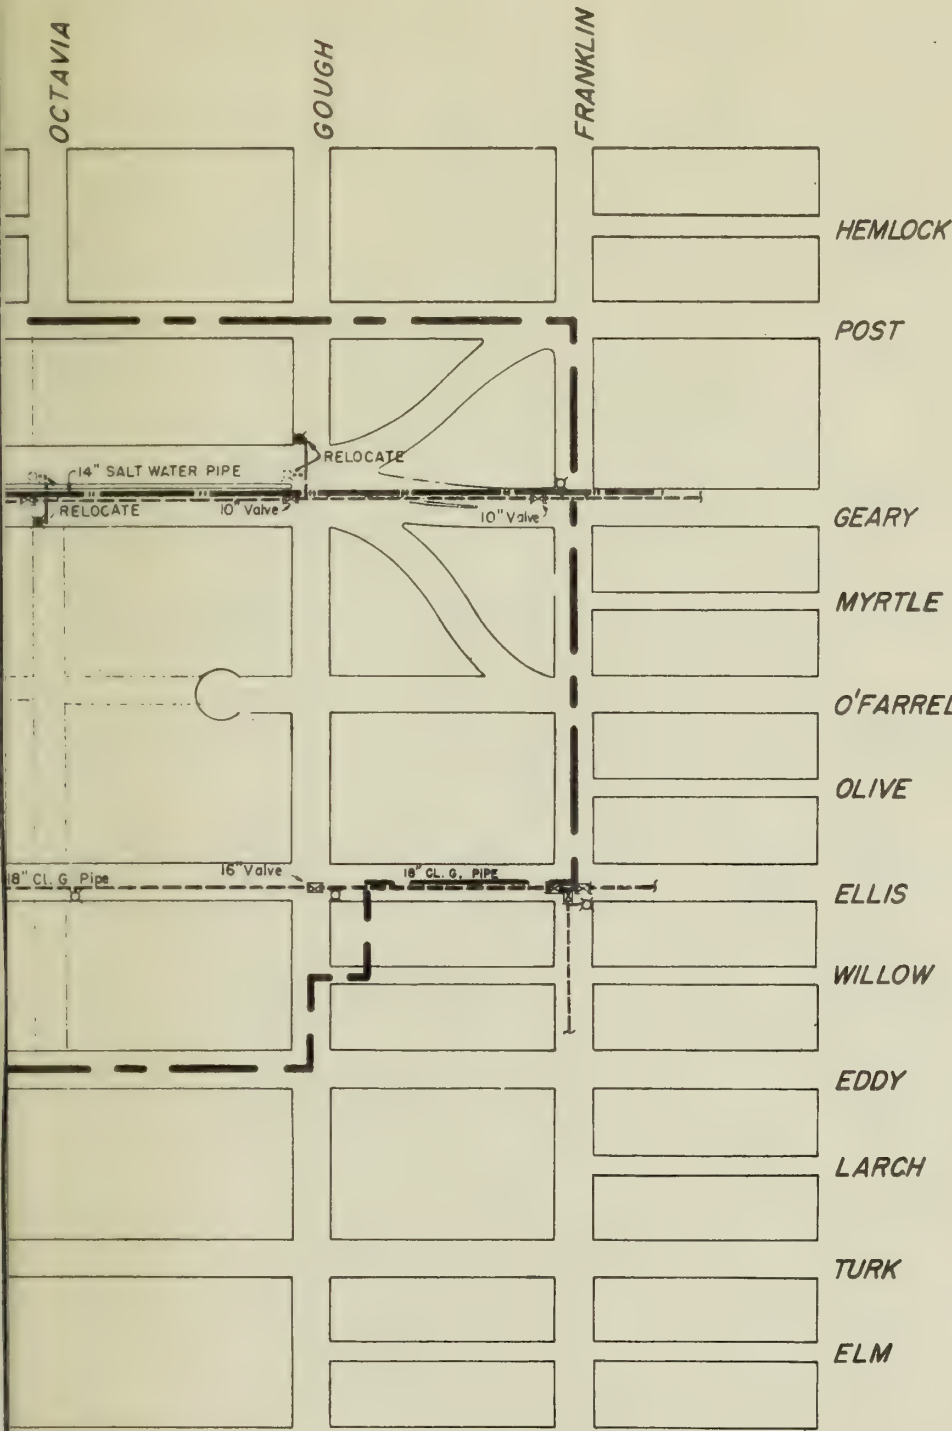 OCTAVIA
GOUGH
FRANKLIN
HEMLOCK
POST
RELOCATE
14" SALT WATER PIPE
RELOCATE
10" Valve
10" Valve
GEARY
MYRTLE
O'FARREL
OLIVE
18" CL. G. Pipe
16" Valve
18" CL. G. PIPE
ELLIS
WILLOW
EDDY
LARCH
TURK
ELM